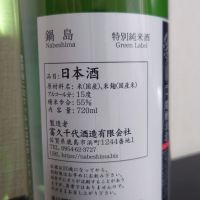 鍋島
Nabeshima
特別純米酒
Green Label
品名:日本酒
原材料名:米(国産)、米麹(国産米)
アルコール分:15度
精米歩合:55%
内容量:720ml
製造者
富久千代酒造有限会社
佐賀県鹿島市浜町1244番地1
TEL 0954-62-3727
URL https://nabeshima.biz